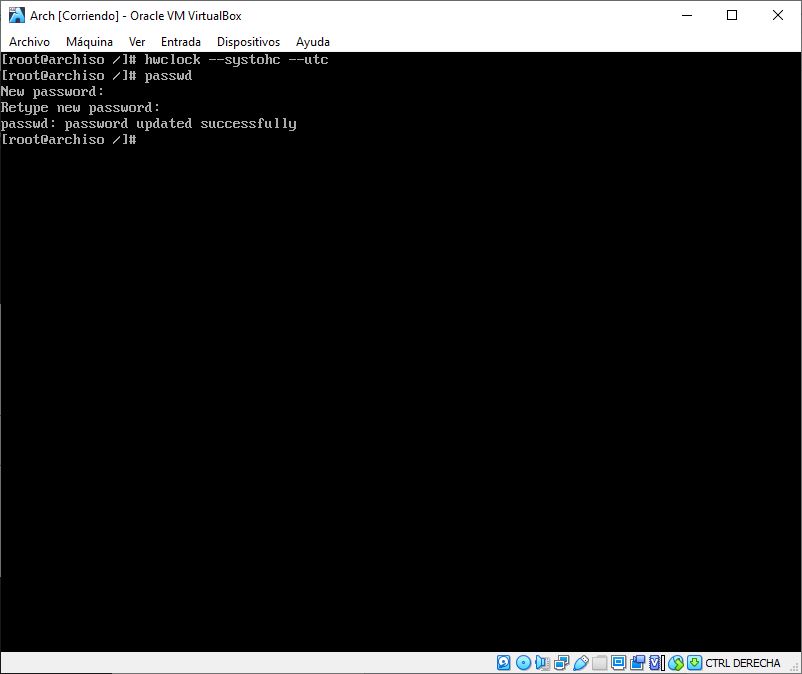 Arch [Corriendo] - Oracle VM VirtualBox
Archivo Máquina Ver Entrada Dispositivos Ayuda
[root@archiso /]# hwclock --systohc --utc
[root@archiso /]# passwd
New password:
Retype new password:
passwd: password updated successfully
[root@archiso /]#
CTRL DERECHA